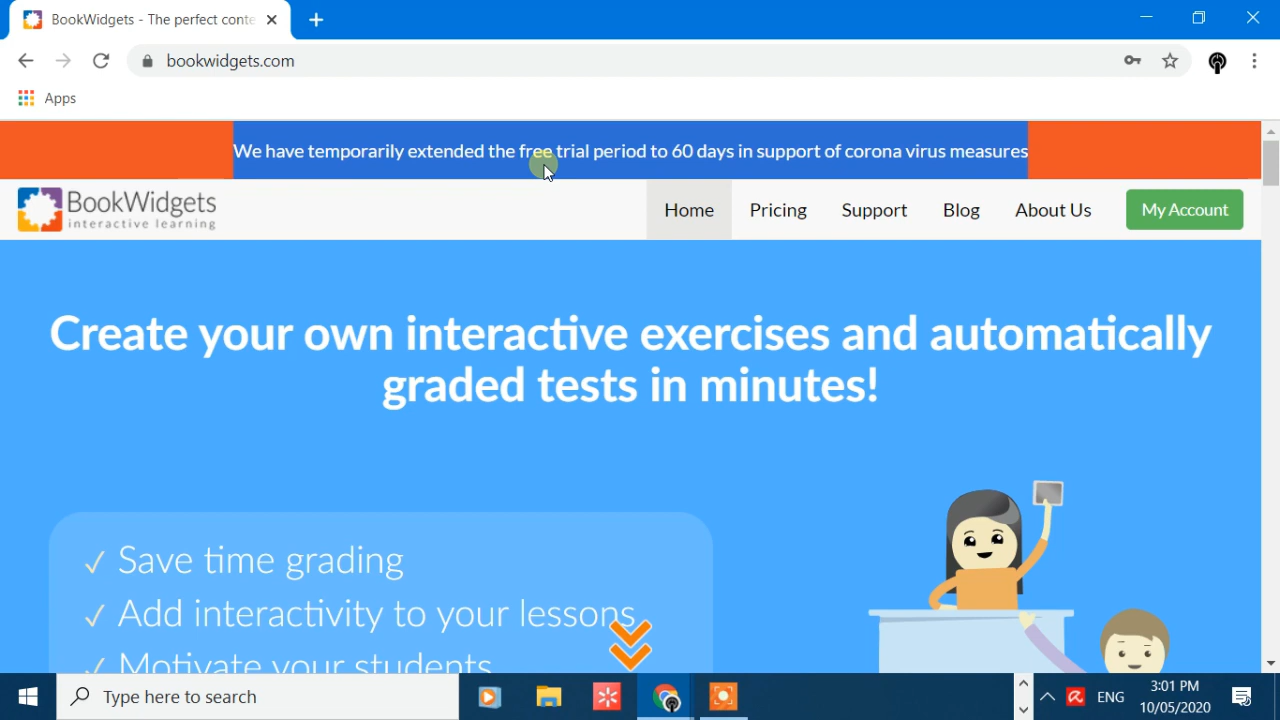 BookWidgets - The perfect conte
bookwidgets.com
Apps
We have temporarily extended the free trial period to 60 days in support of corona virus measures
BookWidgets
interactive learning
Home
Pricing
Support
Blog
About Us
My Account
Create your own interactive exercises and automatically
graded tests in minutes!
✓ Save time grading
✓ Add interactivity to your lessons
✓ Motivate your students
Type here to search
ENG
3:01 PM
10/05/2020